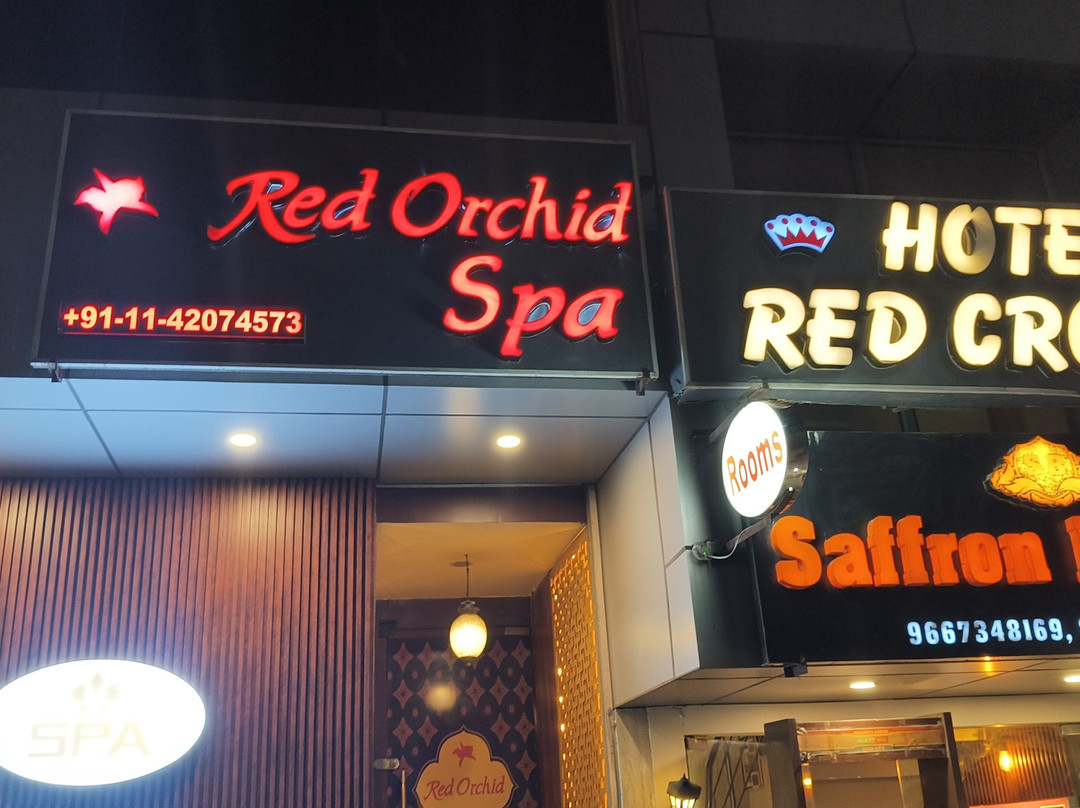 Red Orchid
Spa
+91-11-42074573
HOTE
RED CRO
Rooms
Saffron
9667348169,
SPA
Red Orchid